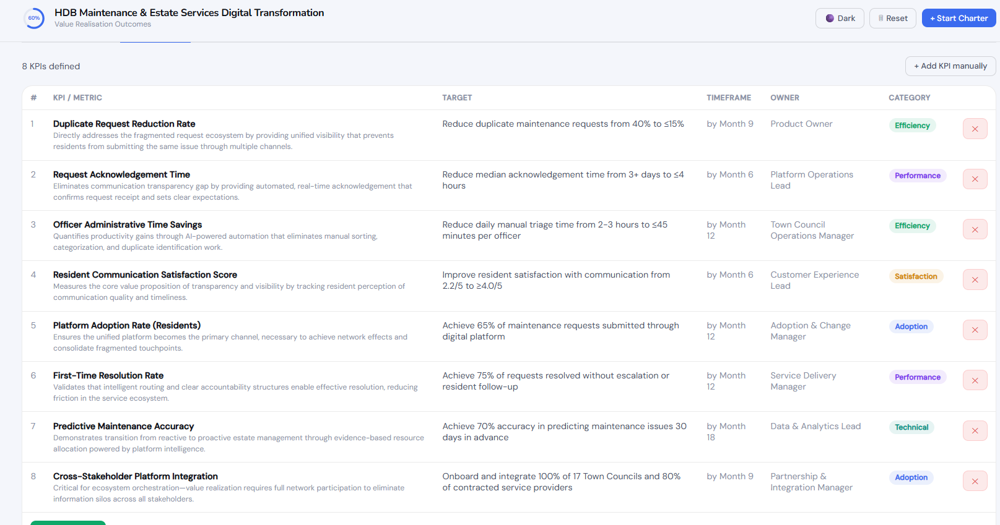 60%
HDB Maintenance & Estate Services Digital Transformation
Value Realisation Outcomes
Dark
Reset
+ Start Charter
8 KPIs defined
+ Add KPI manually
# KPI / METRIC TARGET TIMEFRAME OWNER CATEGORY
1 Duplicate Request Reduction Rate
Directly addresses the fragmented request ecosystem by providing unified visibility that prevents
residents from submitting the same issue through multiple channels.
Reduce duplicate maintenance requests from 40% to ≤15%
by Month 9
Product Owner
Efficiency
2 Request Acknowledgement Time
Eliminates communication transparency gap by providing automated, real-time acknowledgement that
confirms request receipt and sets clear expectations.
Reduce median acknowledgement time from 3+ days to ≤4
hours
by Month 6
Platform Operations
Lead
Performance
3 Officer Administrative Time Savings
Quantifies productivity gains through AI-powered automation that eliminates manual sorting,
categorization, and duplicate identification work.
Reduce daily manual triage time from 2-3 hours to ≤45
minutes per officer
by Month
12
Town Council
Operations Manager
Efficiency
4 Resident Communication Satisfaction Score
Measures the core value proposition of transparency and visibility by tracking resident perception of
communication quality and timeliness.
Improve resident satisfaction with communication from
2.2/5 to ≥4.0/5
by Month 6
Customer Experience
Lead
Satisfaction
5 Platform Adoption Rate (Residents)
Ensures the unified platform becomes the primary channel, necessary to achieve network effects and
consolidate fragmented touchpoints.
Achieve 65% of maintenance requests submitted through
digital platform
by Month
12
Adoption & Change
Manager
Adoption
6 First-Time Resolution Rate
Validates that intelligent routing and clear accountability structures enable effective resolution, reducing
friction in the service ecosystem.
Achieve 75% of requests resolved without escalation or
resident follow-up
by Month
12
Service Delivery
Manager
Performance
7 Predictive Maintenance Accuracy
Demonstrates transition from reactive to proactive estate management through evidence-based resource
allocation powered by platform intelligence.
Achieve 70% accuracy in predicting maintenance issues 30
days in advance
by Month
18
Data & Analytics Lead
Technical
8 Cross-Stakeholder Platform Integration
Critical for ecosystem orchestration—value realization requires full network participation to eliminate
information silos across all stakeholders.
Onboard and integrate 100% of 17 Town Councils and 80%
of contracted service providers
by Month 9
Partnership &
Integration Manager
Adoption